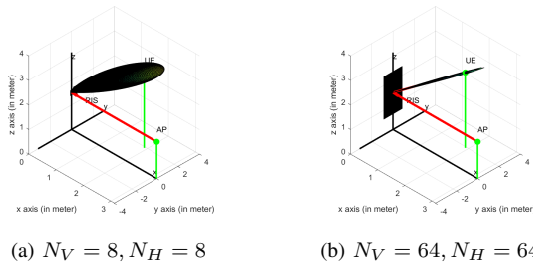 4
z
UE
3
2
RIS
y
1
AP
0
0
x
4
1
2
2
0
-2
3
-4
z axis (in meter)
x axis (in meter)
y axis (in meter)
(a) N_V = 8, N_H = 8
4
z
UE
3
2
RIS
y
1
AP
0
0
x
4
1
2
2
0
-2
3
-4
z axis (in meter)
x axis (in meter)
y axis (in meter)
(b) N_V = 64, N_H = 64